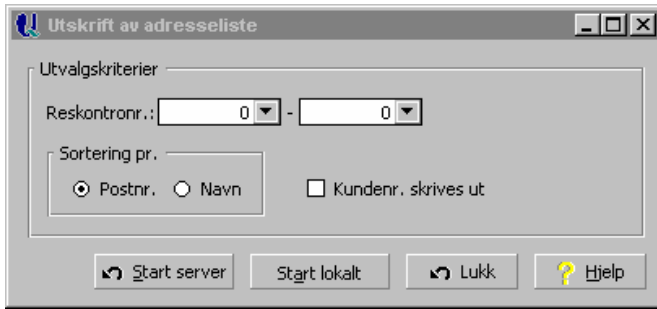 Utskrift av adresseliste
Utvalgskriterier
Reskontronr.: 0 - 0
Sortering pr.
Postnr. Navn Kundenr. skrives ut
Start server Start lokalt Lukk ? Hjelp